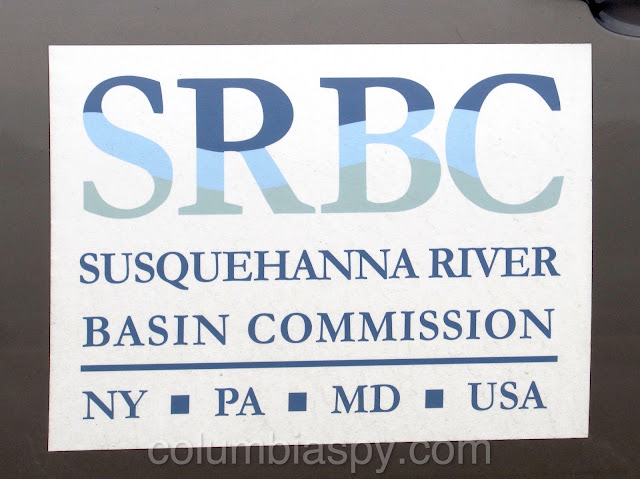 SRBC
SUSQUEHANNA RIVER
BASIN COMMISSION
NY ■ PA ■ MD ■ USA
columbiaspy.com